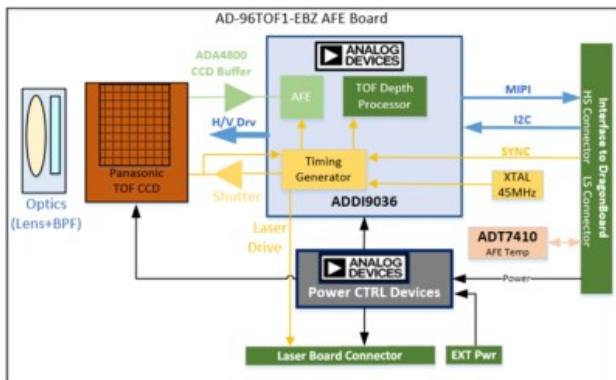 AD-96TOF1-EBZ AFE Board
ADA4800
CCD Buffer
ANALOG
DEVICES
AFE
TOF Depth
Processor
MIPI
I2C
H/V Drv
Panasonic
TOF CCD
Optics
(Lens+BPF)
Shutter
Timing
Generator
ADDI9036
SYNC
XTAL
45MHz
Laser
Drive
ADT7410
AFE Temp
Interface to DragonBoard
HS Connector LS Connector
ANALOG
DEVICES
Power CTRL Devices
Power
Laser Board Connector
EXT Pwr